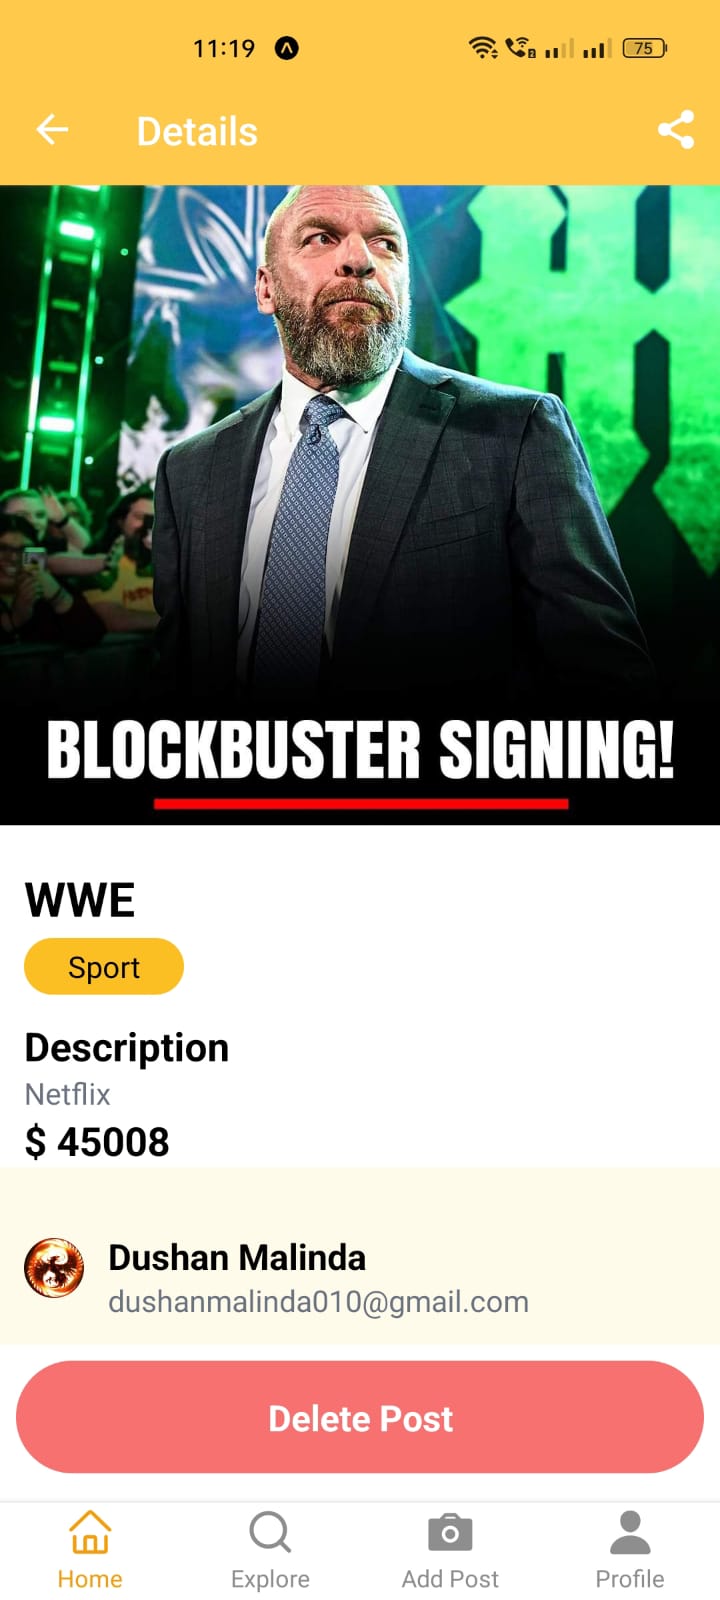 11:19
75
Details
BLOCKBUSTER SIGNING!
WWE
Sport
Description
Netflix
$ 45008
Dushan Malinda
dushanmalinda010@gmail.com
Delete Post
Home Explore Add Post Profile